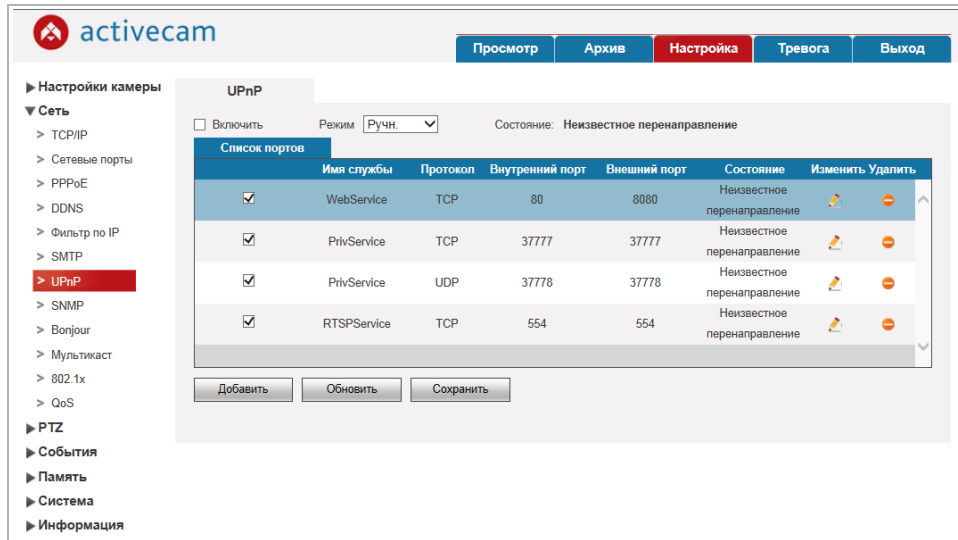 activecam
Просмотр Архив Настройка Тревога Выход
Настройки камеры
Сеть
> TCP/IP
> Сетевые порты
> PPPoE
> DDNS
> Фильтр по IP
> SMTP
> UPnP
> SNMP
> Bonjour
> Мультикаст
> 802.1x
> QoS
PTZ
События
Память
Система
Информация
UPnP
Включить Режим Ручн. Состояние: Неизвестное перенаправление
Список портов
Имя службы Протокол Внутренний порт Внешний порт Состояние Изменить Удалить
WebService TCP 80 8080 Неизвестное
перенаправление
PrivService TCP 37777 37777 Неизвестное
перенаправление
PrivService UDP 37778 37778 Неизвестное
перенаправление
RTSPService TCP 554 554 Неизвестное
перенаправление
Добавить Обновить Сохранить